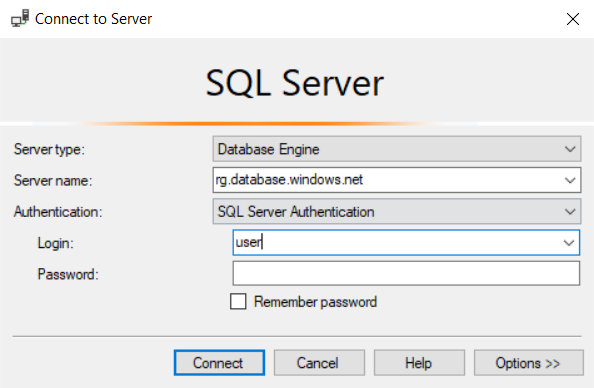 Connect to Server
SQL Server
Server type: Database Engine
Server name: rg.database.windows.net
Authentication: SQL Server Authentication
Login: user
Password:
Remember password
Connect Cancel Help Options >>